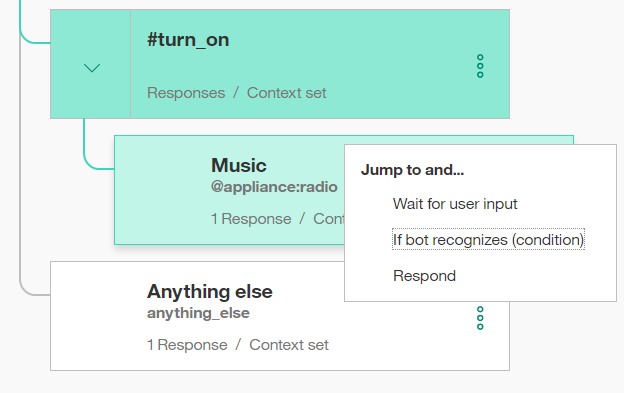 #turn_on
Responses / Context set
Music
@appliance:radio
1 Response / Cont
Jump to and...
Wait for user input
If bot recognizes (condition)
Respond
Anything else
anything_else
1 Response / Context set